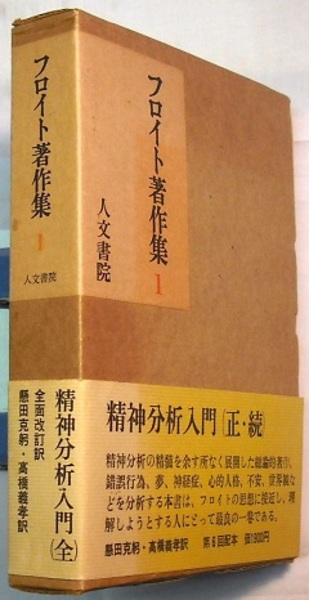 フロイト著作集
1
人文書院
フロイト著作集 1
人文書院
精神分析入門(全)
全面改訂訳
懸田克躬・高橋義孝訳
精神分析入門(正・続)
精神分析の精髄を余す所なく展開した総論的著作。
錯誤行為、夢、神経症、心的人格、不安、世界観な
どを分析する本書は、フロイトの思想に接近し、理
解しようとする人にとって最良の一巻である。
懸田克躬・高橋義孝訳 第6回配本 価1900円